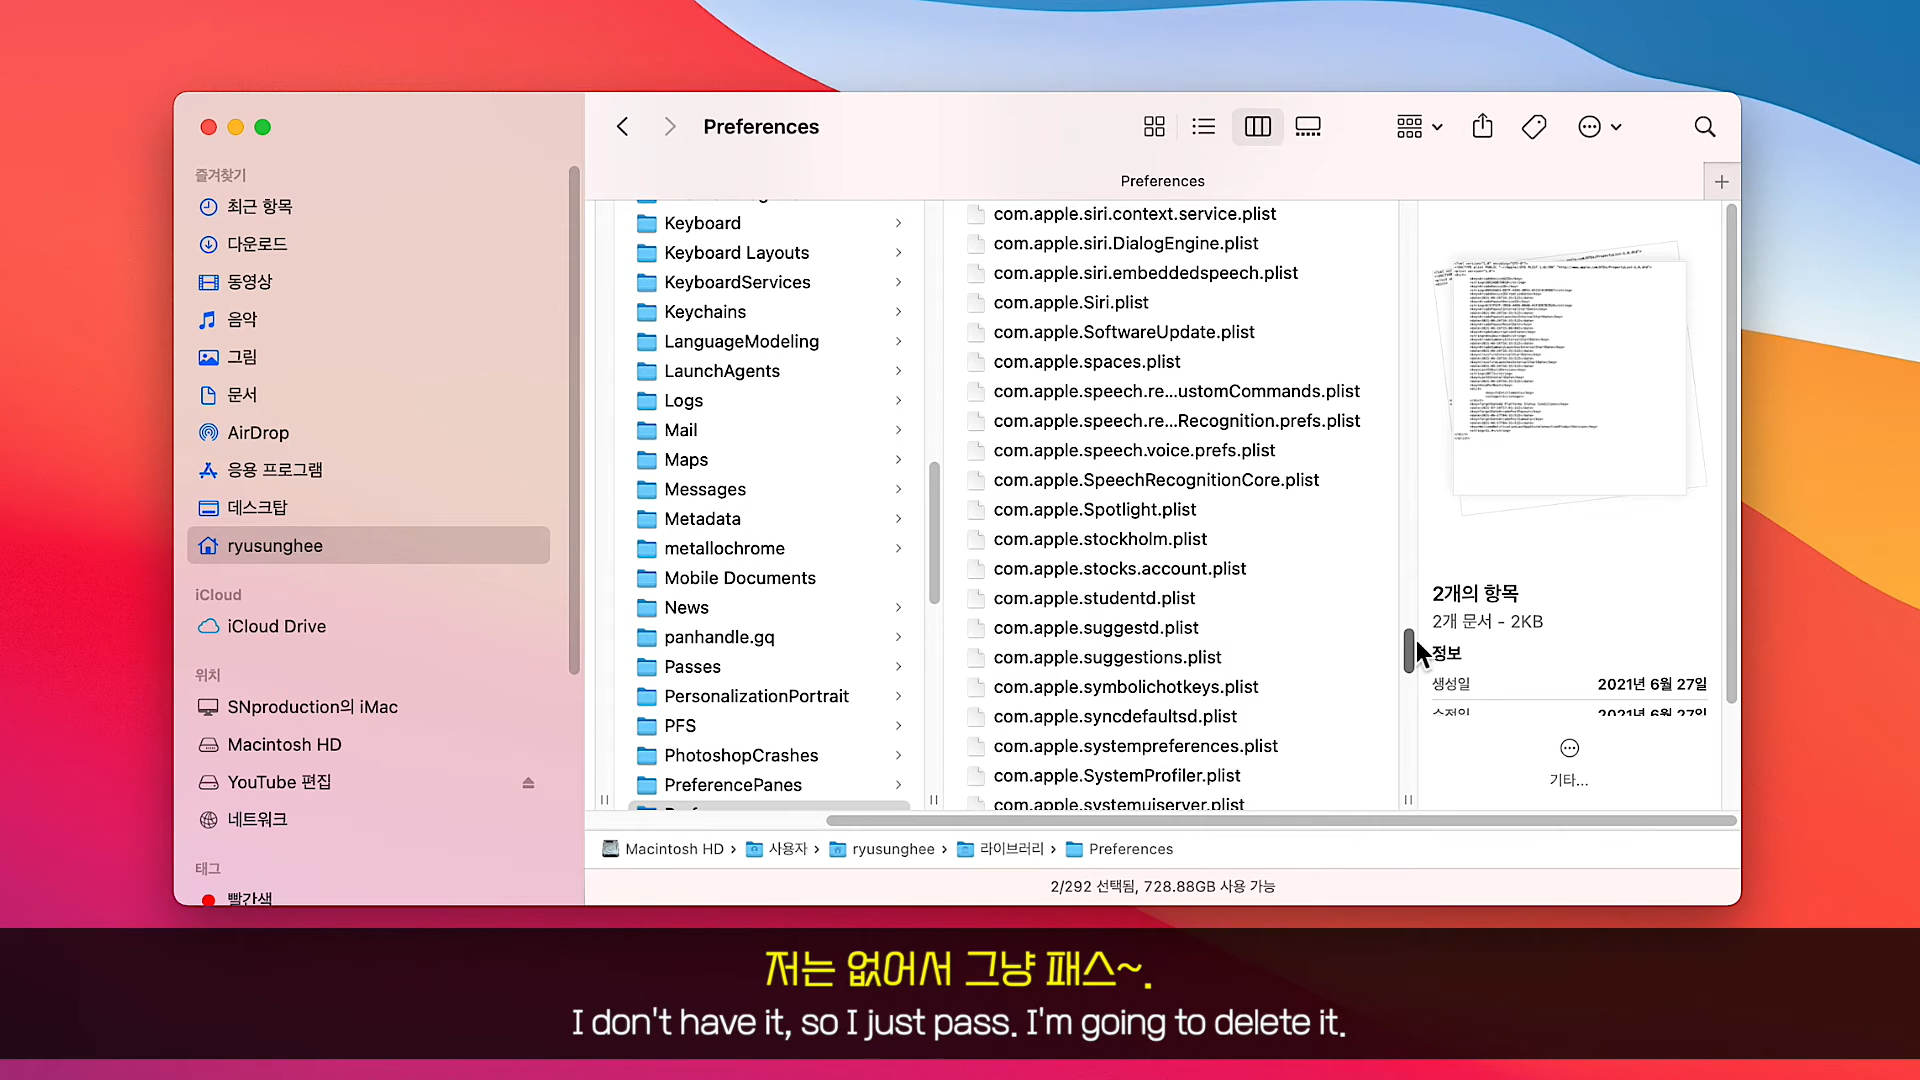 Preferences
Preferences
즐겨찾기
최근 항목
다운로드
동영상
음악
그림
문서
AirDrop
응용 프로그램
데스크탑
ryusunghee
iCloud
iCloud Drive
위치
SNproduction의 iMac
Macintosh HD
YouTube 편집
네트워크
태그
빨간색
Keyboard
Keyboard Layouts
KeyboardServices
Keychains
LanguageModeling
LaunchAgents
Logs
Mail
Maps
Messages
Metadata
metallochrome
Mobile Documents
News
panhandle.gq
Passes
PersonalizationPortrait
PFS
PhotoshopCrashes
PreferencePanes
com.apple.siri.context.service.plist
com.apple.siri.DialogEngine.plist
com.apple.siri.embeddedspeech.plist
com.apple.Siri.plist
com.apple.SoftwareUpdate.plist
com.apple.spaces.plist
com.apple.speech.re...ustomCommands.plist
com.apple.speech.re...Recognition.prefs.plist
com.apple.speech.voice.prefs.plist
com.apple.SpeechRecognitionCore.plist
com.apple.Spotlight.plist
com.apple.stockholm.plist
com.apple.stocks.account.plist
com.apple.studentd.plist
com.apple.suggestd.plist
com.apple.suggestions.plist
com.apple.symbolichotkeys.plist
com.apple.syncdefaultsd.plist
com.apple.systempreferences.plist
com.apple.SystemProfiler.plist
com.apple.systemuiserver.plist
2개의 항목
2개 문서 - 2KB
정보
생성일 2021년 6월 27일
수정일 2021년 6월 27일
기타...
Macintosh HD › 사용자 › ryusunghee › 라이브러리 › Preferences
2/292 선택됨, 728.88GB 사용 가능
저는 없어서 그냥 패스~.
I don't have it, so I just pass. I'm going to delete it.